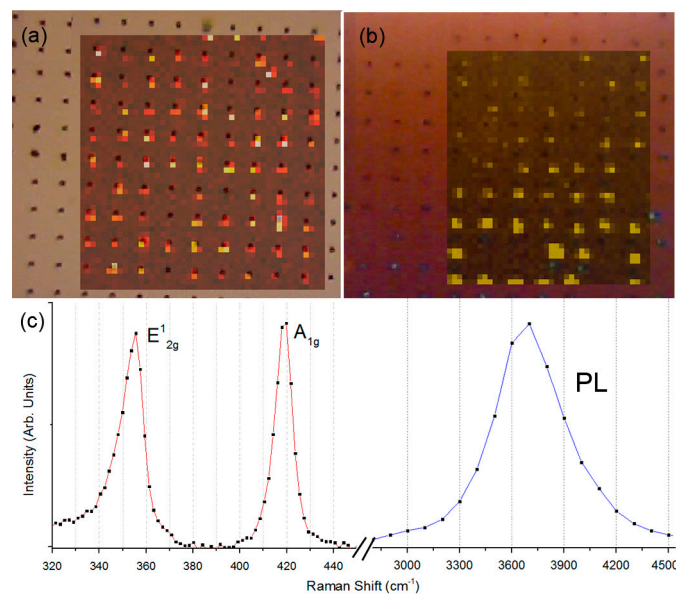 (a)
(b)
(c)
E¹₂g
A₁g
PL
Intensity (Arb. Units)
320 340 360 380 400 420 440 3000 3300 3600 3900 4200 4500
Raman Shift (cm⁻¹)